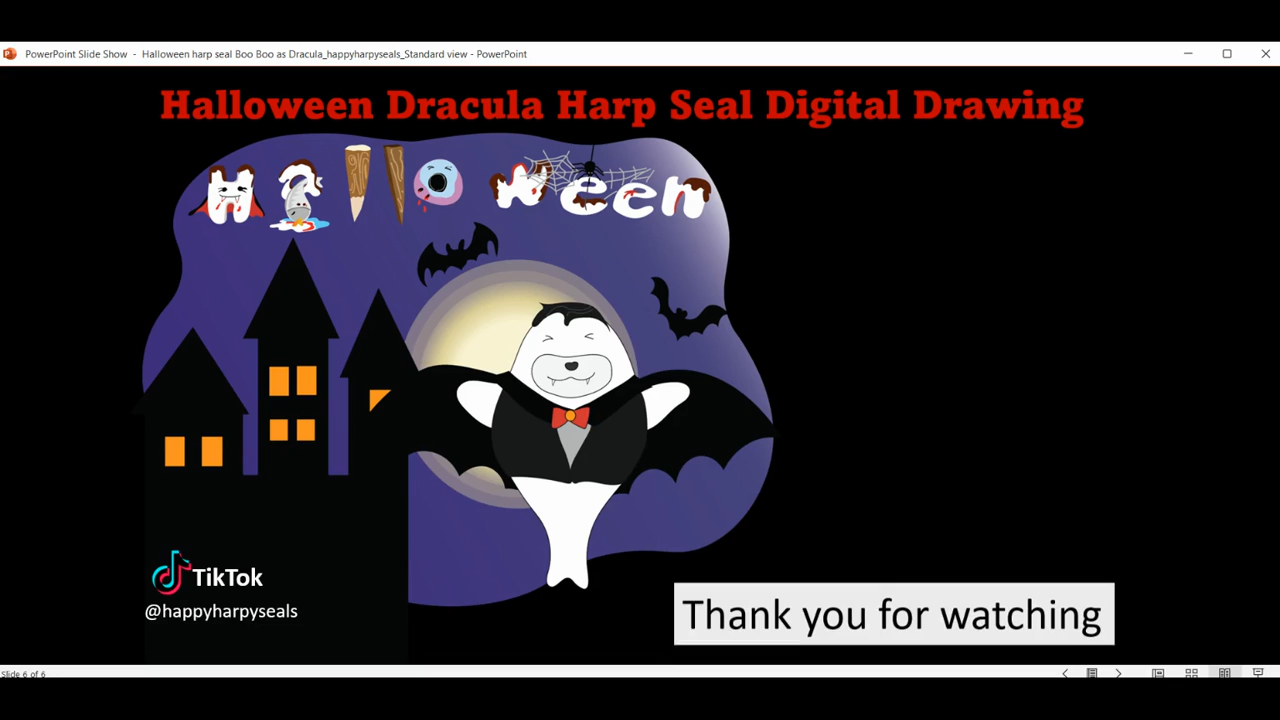 PowerPoint Slide Show - Halloween harp seal Boo Boo as Dracula_happyharpyseals_Standard view - PowerPoint
Halloween Dracula Harp Seal Digital Drawing
Halloween
TikTok
@happyharpyseals
Thank you for watching
Slide 6 of 6